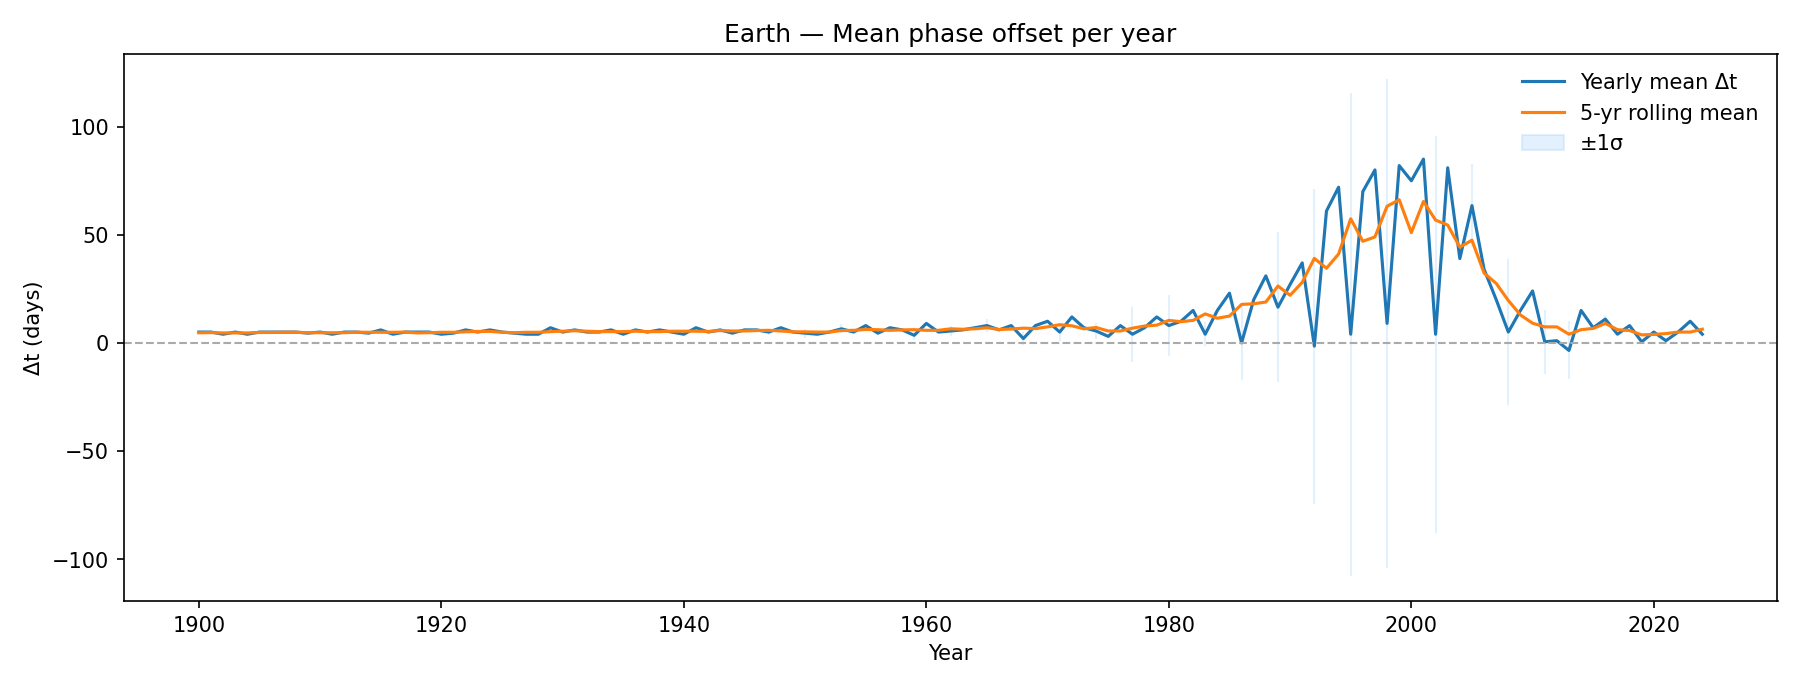 Earth — Mean phase offset per year
Yearly mean Δt
5-yr rolling mean
±1σ
Δt (days)
100
50
0
−50
−100
1900 1920 1940 1960 1980 2000 2020
Year